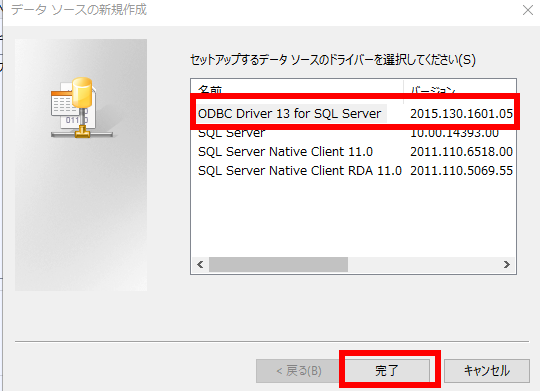 データ ソースの新規作成
セットアップするデータ ソースのドライバーを選択してください(S)
名前 バージョン
ODBC Driver 13 for SQL Server 2015.130.1601.05
SQL Server 10.00.14393.00
SQL Server Native Client 11.0 2011.110.6518.00
SQL Server Native Client RDA 11.0 2011.110.5069.55
< 戻る(B) 完了 キャンセル